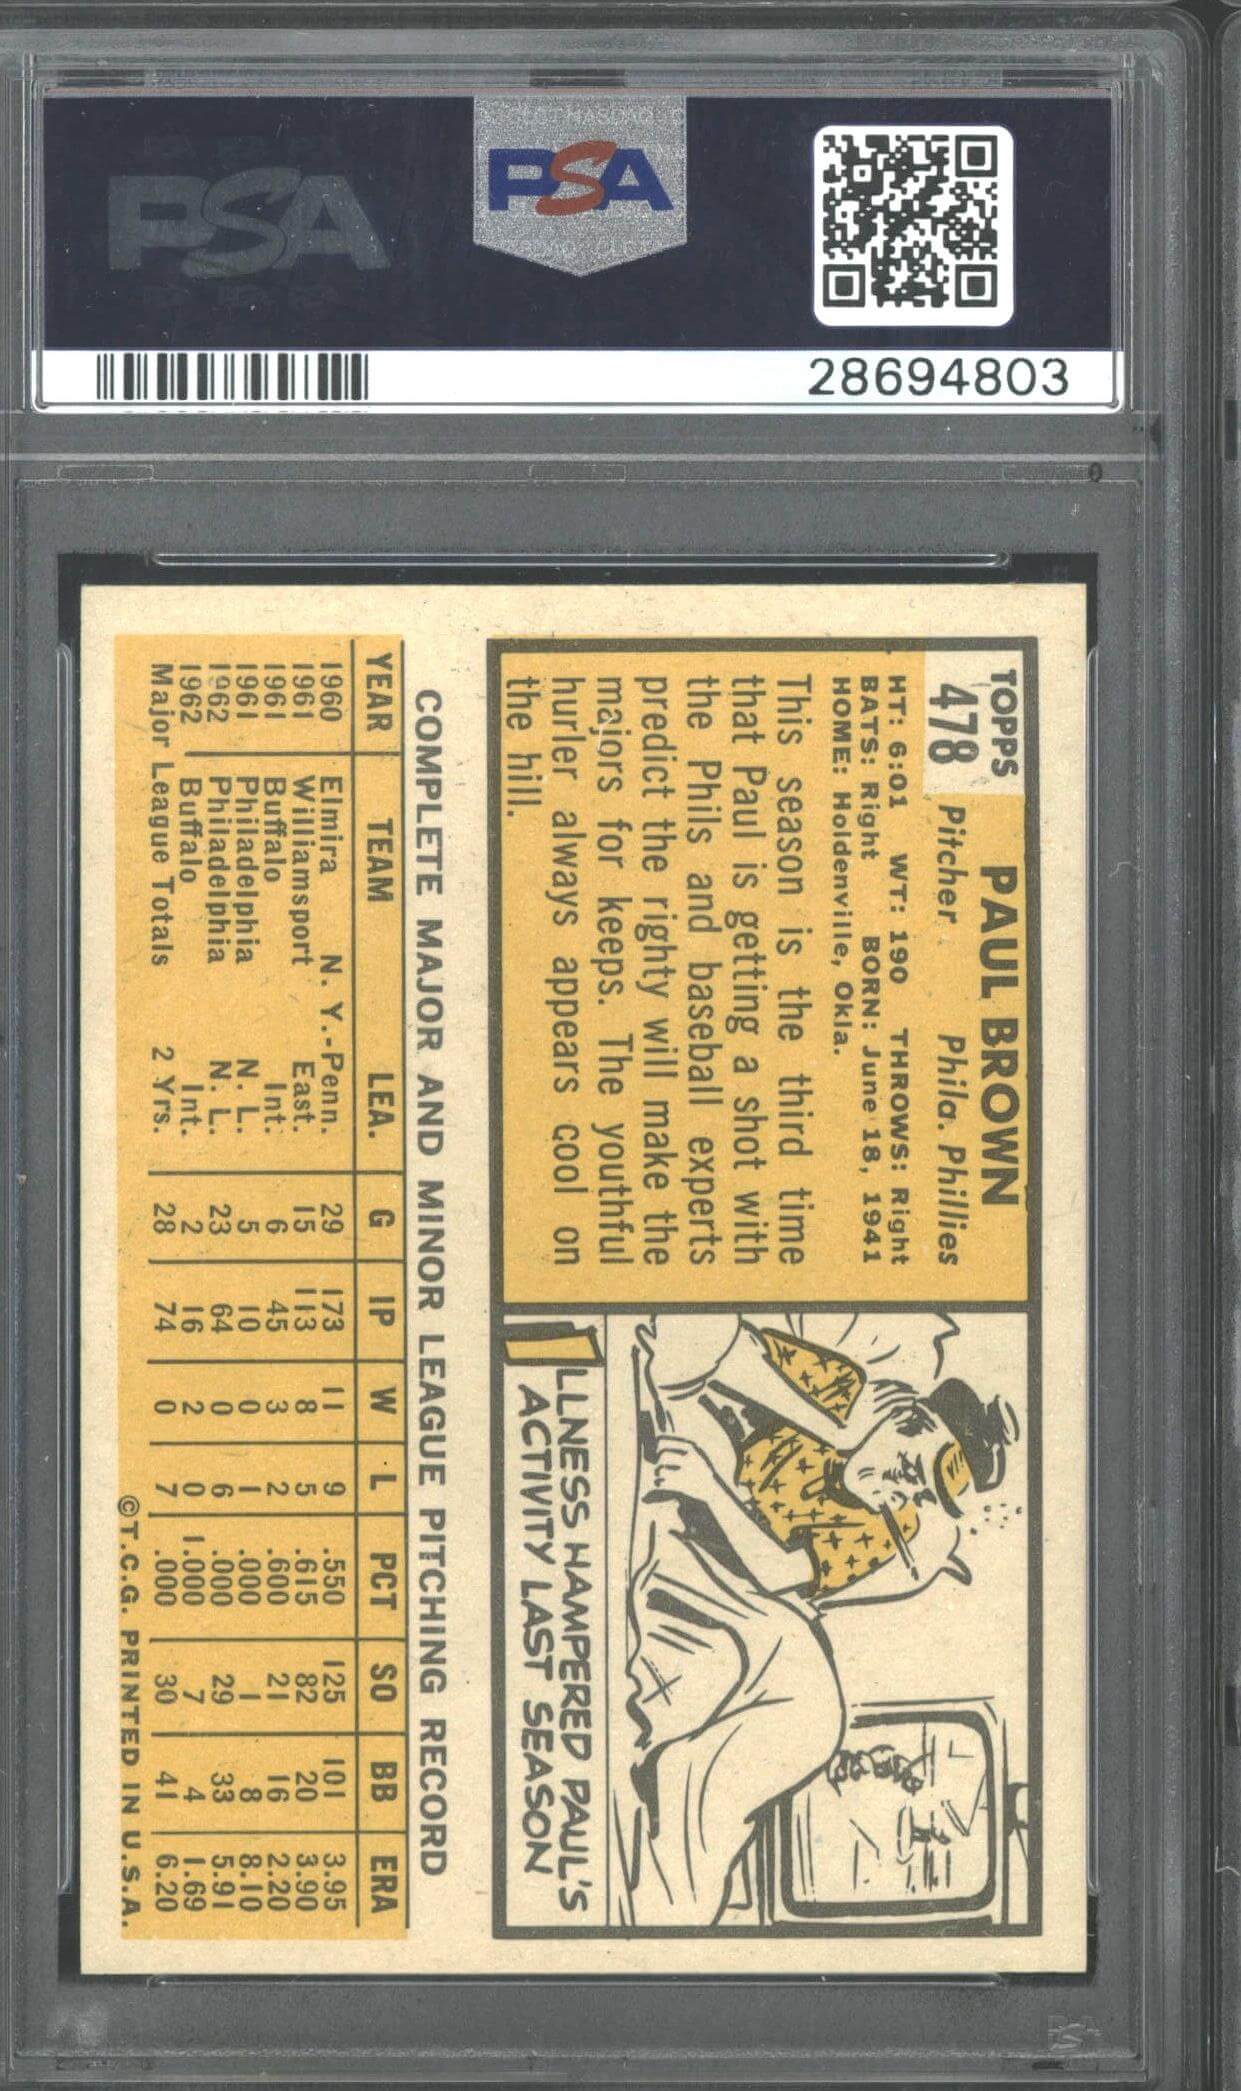 PSA
PSA
28694803
TOPPS
478
PAUL BROWN
Pitcher Phila. Phillies
HT: 6:01 WT: 190 THROWS: Right
BATS: Right BORN: June 18, 1941
HOME: Holdenville, Okla.
This season is the third time
that Paul is getting a shot with
the Phils and baseball experts
predict the righty will make the
majors for keeps. The youthful
hurler always appears cool on
the hill.
ILLNESS HAMPERED PAUL'S
ACTIVITY LAST SEASON
COMPLETE MAJOR AND MINOR LEAGUE PITCHING RECORD
YEAR TEAM LEA. G IP W L PCT SO BB ERA
1960 Elmira N. Y.-Penn. 29 173 11 9 .550 125 101 3.95
1961 Williamsport East. 15 113 8 5 .615 82 20 3.90
1961 Buffalo Int. 6 45 3 2 .600 21 16 2.20
1961 Philadelphia N. L. 5 10 0 1 .000 1 8 8.10
1962 Philadelphia N. L. 23 64 0 6 .000 29 33 5.91
1962 Buffalo Int. 2 16 2 0 1.000 7 4 1.69
Major League Totals 2 Yrs. 28 74 0 7 .000 30 41 6.20
©T.C.G. PRINTED IN U.S.A.